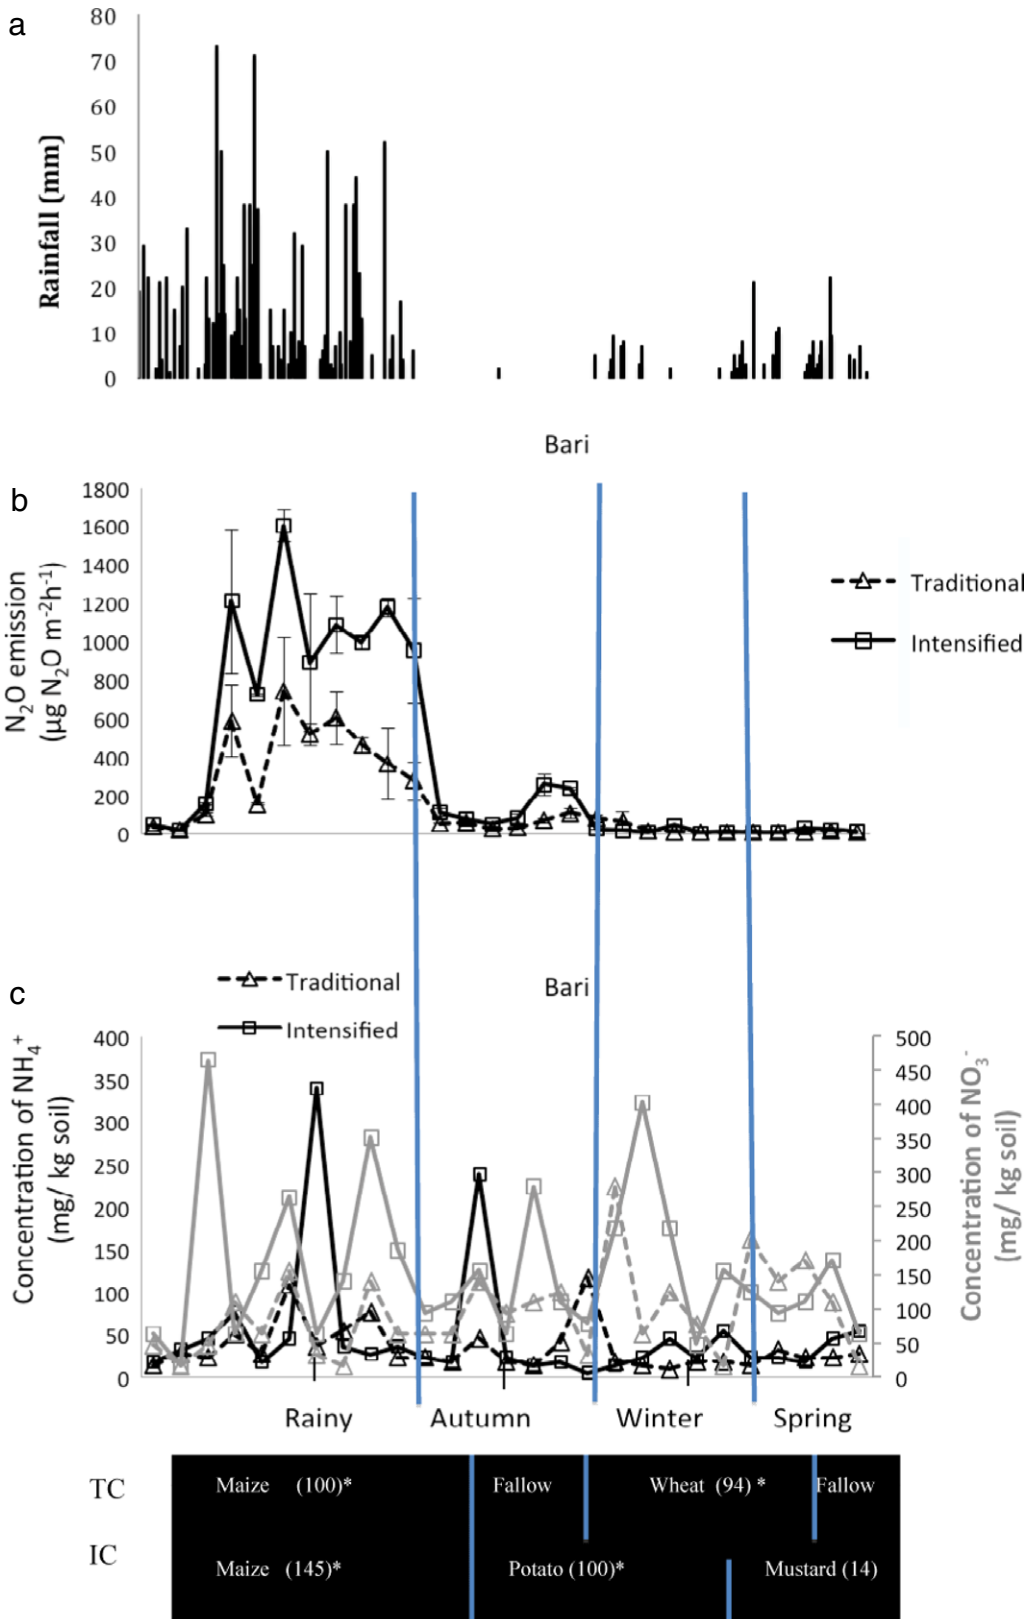 a
80
70
60
50
40
30
20
10
0
Rainfall (mm)
Bari
b
1800
1600
1400
1200
1000
800
600
400
200
0
N₂O emission
(µg N₂O m⁻²h⁻¹)
Traditional
Intensified
c
Traditional
Intensified
Bari
400
350
300
250
200
150
100
50
0
Concentration of NH₄⁺
(mg/ kg soil)
500
450
400
350
300
250
200
150
100
50
0
Concentration of NO₃⁻
(mg/ kg soil)
Rainy Autumn Winter Spring
TC Maize (100)* Fallow Wheat (94) * Fallow
IC Maize (145)* Potato (100)* Mustard (14)